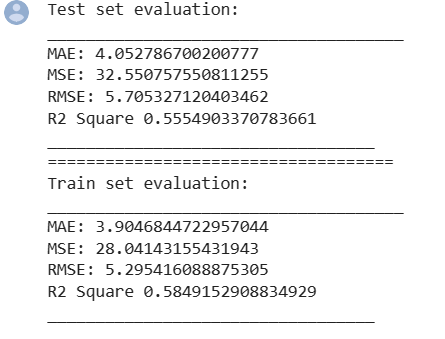 Test set evaluation:
_____________________________________
MAE: 4.052786700200777
MSE: 32.550757550811255
RMSE: 5.705327120403462
R2 Square 0.5554903370783661
__________________________________
====================================
Train set evaluation:
_____________________________________
MAE: 3.9046844722957044
MSE: 28.04143155431943
RMSE: 5.295416088875305
R2 Square 0.5849152908834929
__________________________________